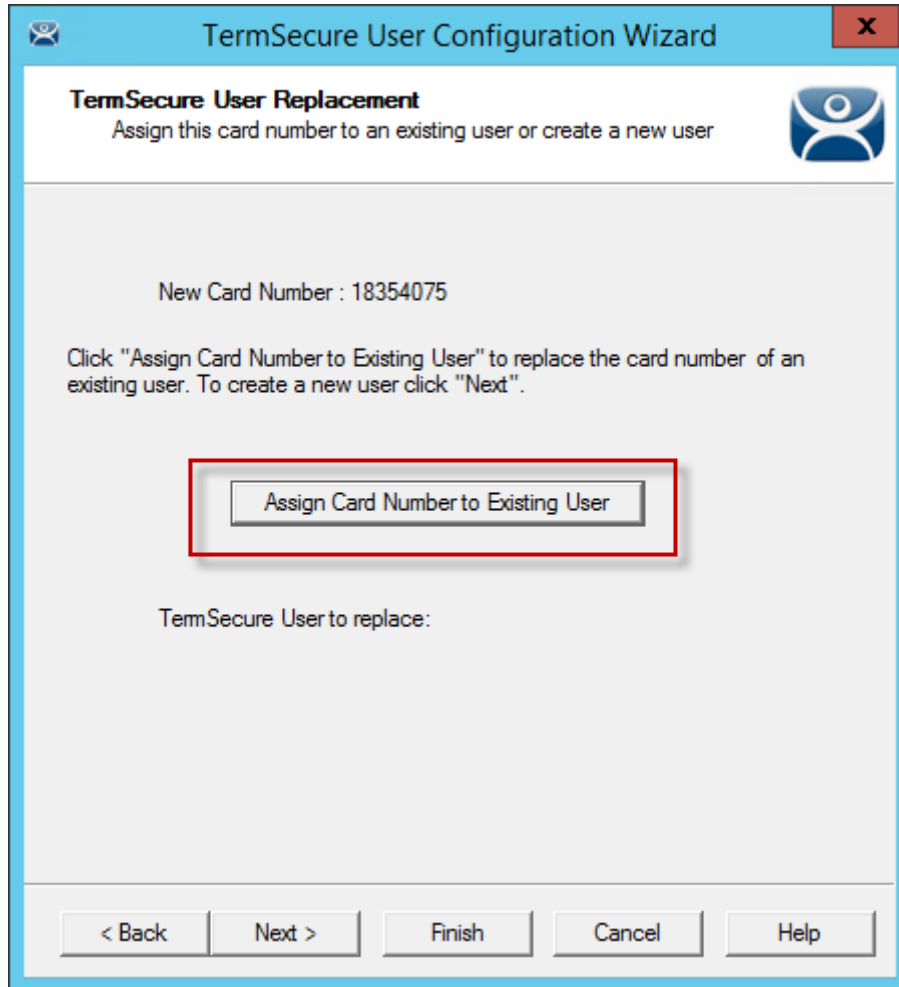 TermSecure User Configuration Wizard
x
TermSecure User Replacement
Assign this card number to an existing user or create a new user
New Card Number : 18354075
Click "Assign Card Number to Existing User" to replace the card number of an
existing user. To create a new user click "Next".
Assign Card Number to Existing User
TermSecure User to replace:
< Back Next > Finish Cancel Help